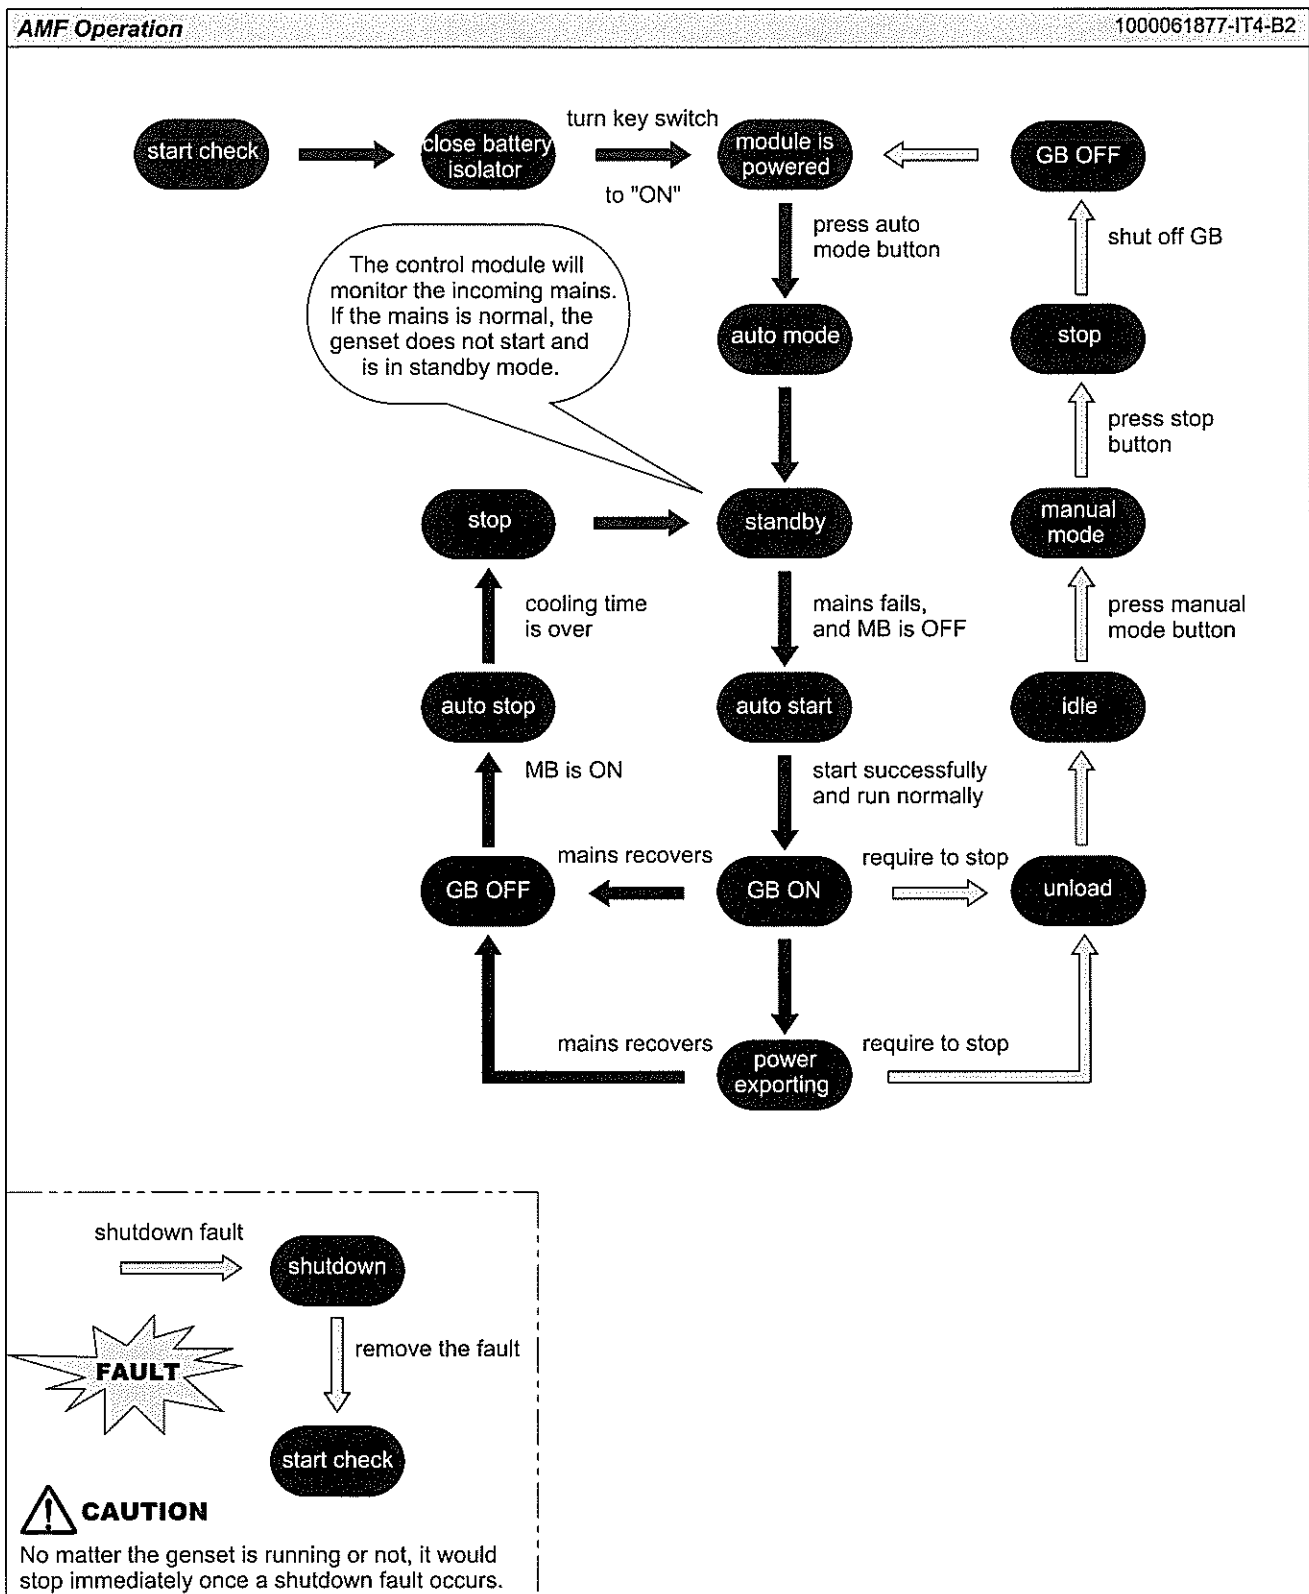 AMF Operation
1000061877-IT4-B2
start check
close battery
isolator
turn key switch
to "ON"
module is
powered
GB OFF
press auto
mode button
shut off GB
The control module will
monitor the incoming mains.
If the mains is normal, the
genset does not start and
is in standby mode.
auto mode
stop
press stop
button
stop
standby
manual
mode
cooling time
is over
mains fails,
and MB is OFF
press manual
mode button
auto stop
auto start
idle
MB is ON
start successfully
and run normally
mains recovers
require to stop
GB OFF
GB ON
unload
mains recovers
require to stop
power
exporting
shutdown fault
shutdown
FAULT
remove the fault
start check
CAUTION
No matter the genset is running or not, it would
stop immediately once a shutdown fault occurs.